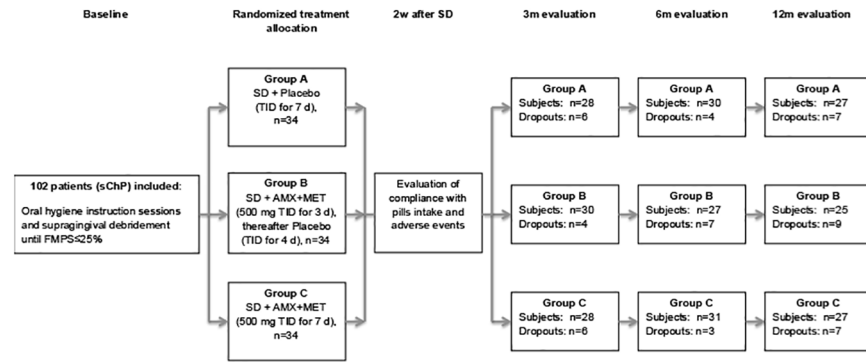 Baseline
Randomized treatment
allocation
2w after SD
3m evaluation
6m evaluation
12m evaluation
102 patients (sChP) included:
Oral hygiene instruction sessions
and supragingival debridement
until FMPS≤25%
Group A
SD + Placebo
(TID for 7 d),
n=34
Group B
SD + AMX+MET
(500 mg TID for 3 d),
thereafter Placebo
(TID for 4 d), n=34
Group C
SD + AMX+MET
(500 mg TID for 7 d),
n=34
Evaluation of
compliance with
pills intake and
adverse events
Group A
Subjects: n=28
Dropouts: n=6
Group A
Subjects: n=30
Dropouts: n=4
Group A
Subjects: n=27
Dropouts: n=7
Group B
Subjects: n=30
Dropouts: n=4
Group B
Subjects: n=27
Dropouts: n=7
Group B
Subjects: n=25
Dropouts: n=9
Group C
Subjects: n=28
Dropouts: n=6
Group C
Subjects: n=31
Dropouts: n=3
Group C
Subjects: n=27
Dropouts: n=7